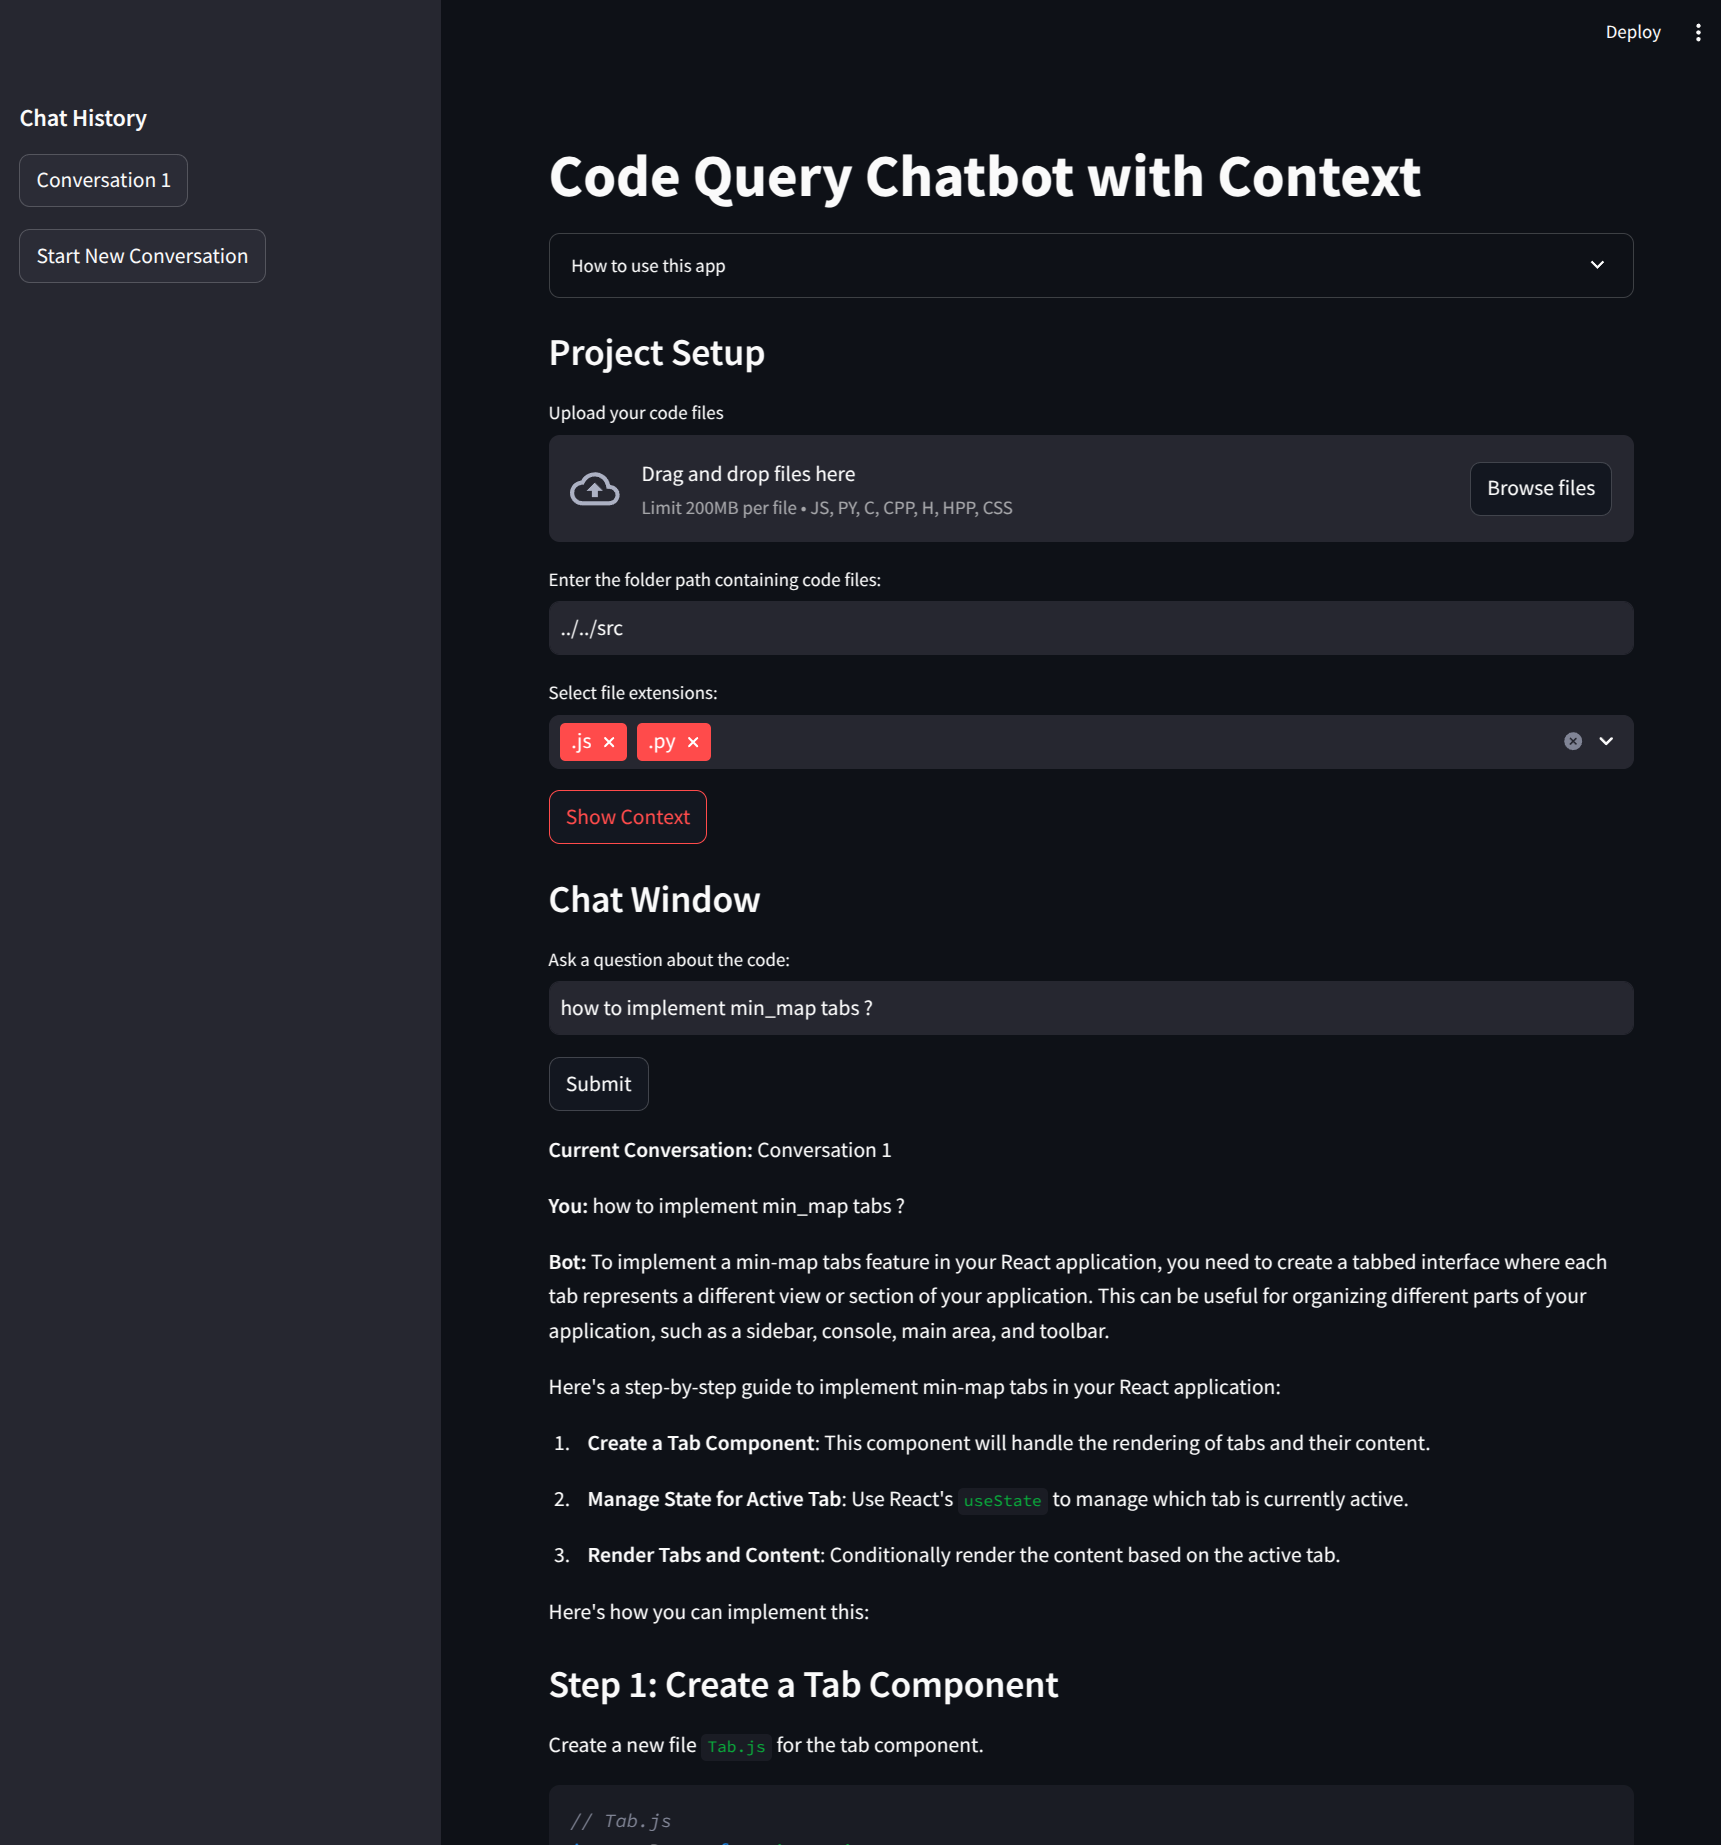 Deploy
Chat History
Conversation 1
Start New Conversation
Code Query Chatbot with Context
How to use this app
Project Setup
Upload your code files
Drag and drop files here
Limit 200MB per file • JS, PY, C, CPP, H, HPP, CSS
Browse files
Enter the folder path containing code files:
../../src
Select file extensions:
.js
.py
Show Context
Chat Window
Ask a question about the code:
how to implement min_map tabs ?
Submit
Current Conversation: Conversation 1
You: how to implement min_map tabs ?
Bot: To implement a min-map tabs feature in your React application, you need to create a tabbed interface where each
tab represents a different view or section of your application. This can be useful for organizing different parts of your
application, such as a sidebar, console, main area, and toolbar.
Here's a step-by-step guide to implement min-map tabs in your React application:
1. Create a Tab Component: This component will handle the rendering of tabs and their content.
2. Manage State for Active Tab: Use React's useState to manage which tab is currently active.
3. Render Tabs and Content: Conditionally render the content based on the active tab.
Here's how you can implement this:
Step 1: Create a Tab Component
Create a new file Tab.js for the tab component.
// Tab.js